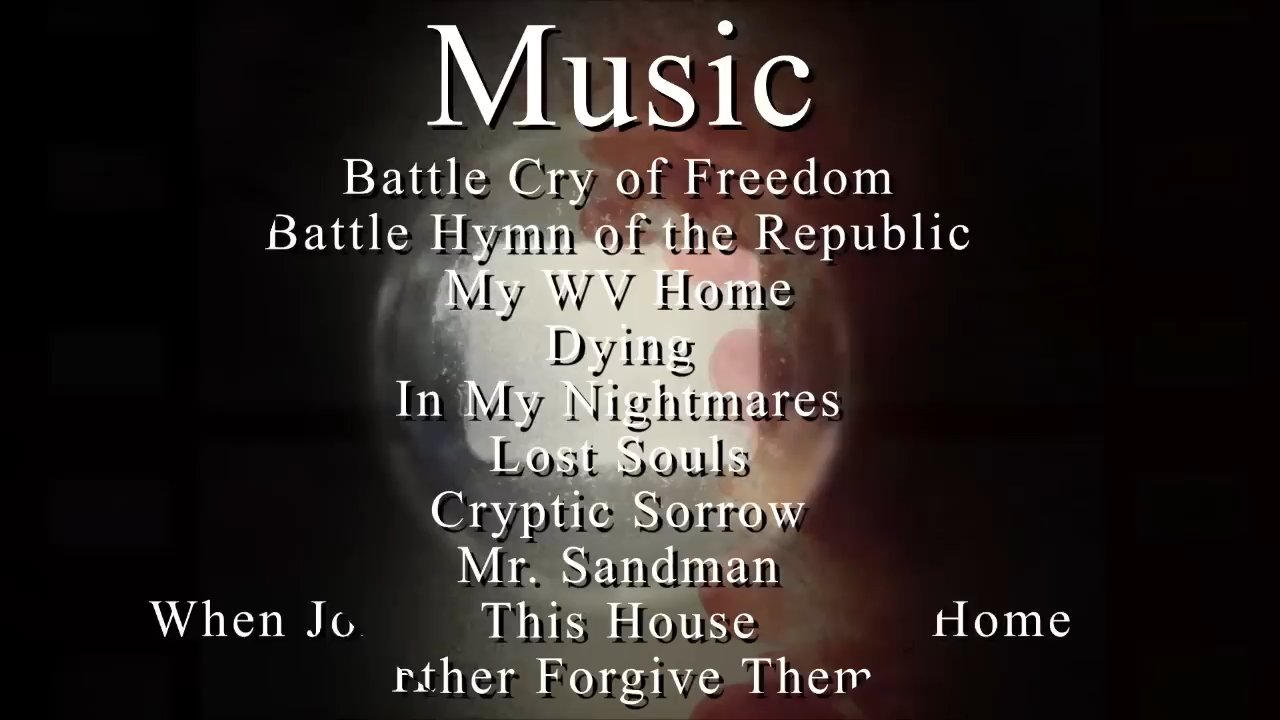 Music
Battle Cry of Freedom
Battle Hymn of the Republic
My WV Home
Dying
In My Nightmares
Lost Souls
Cryptic Sorrow
Mr. Sandman
When This House Home
Forgive Them